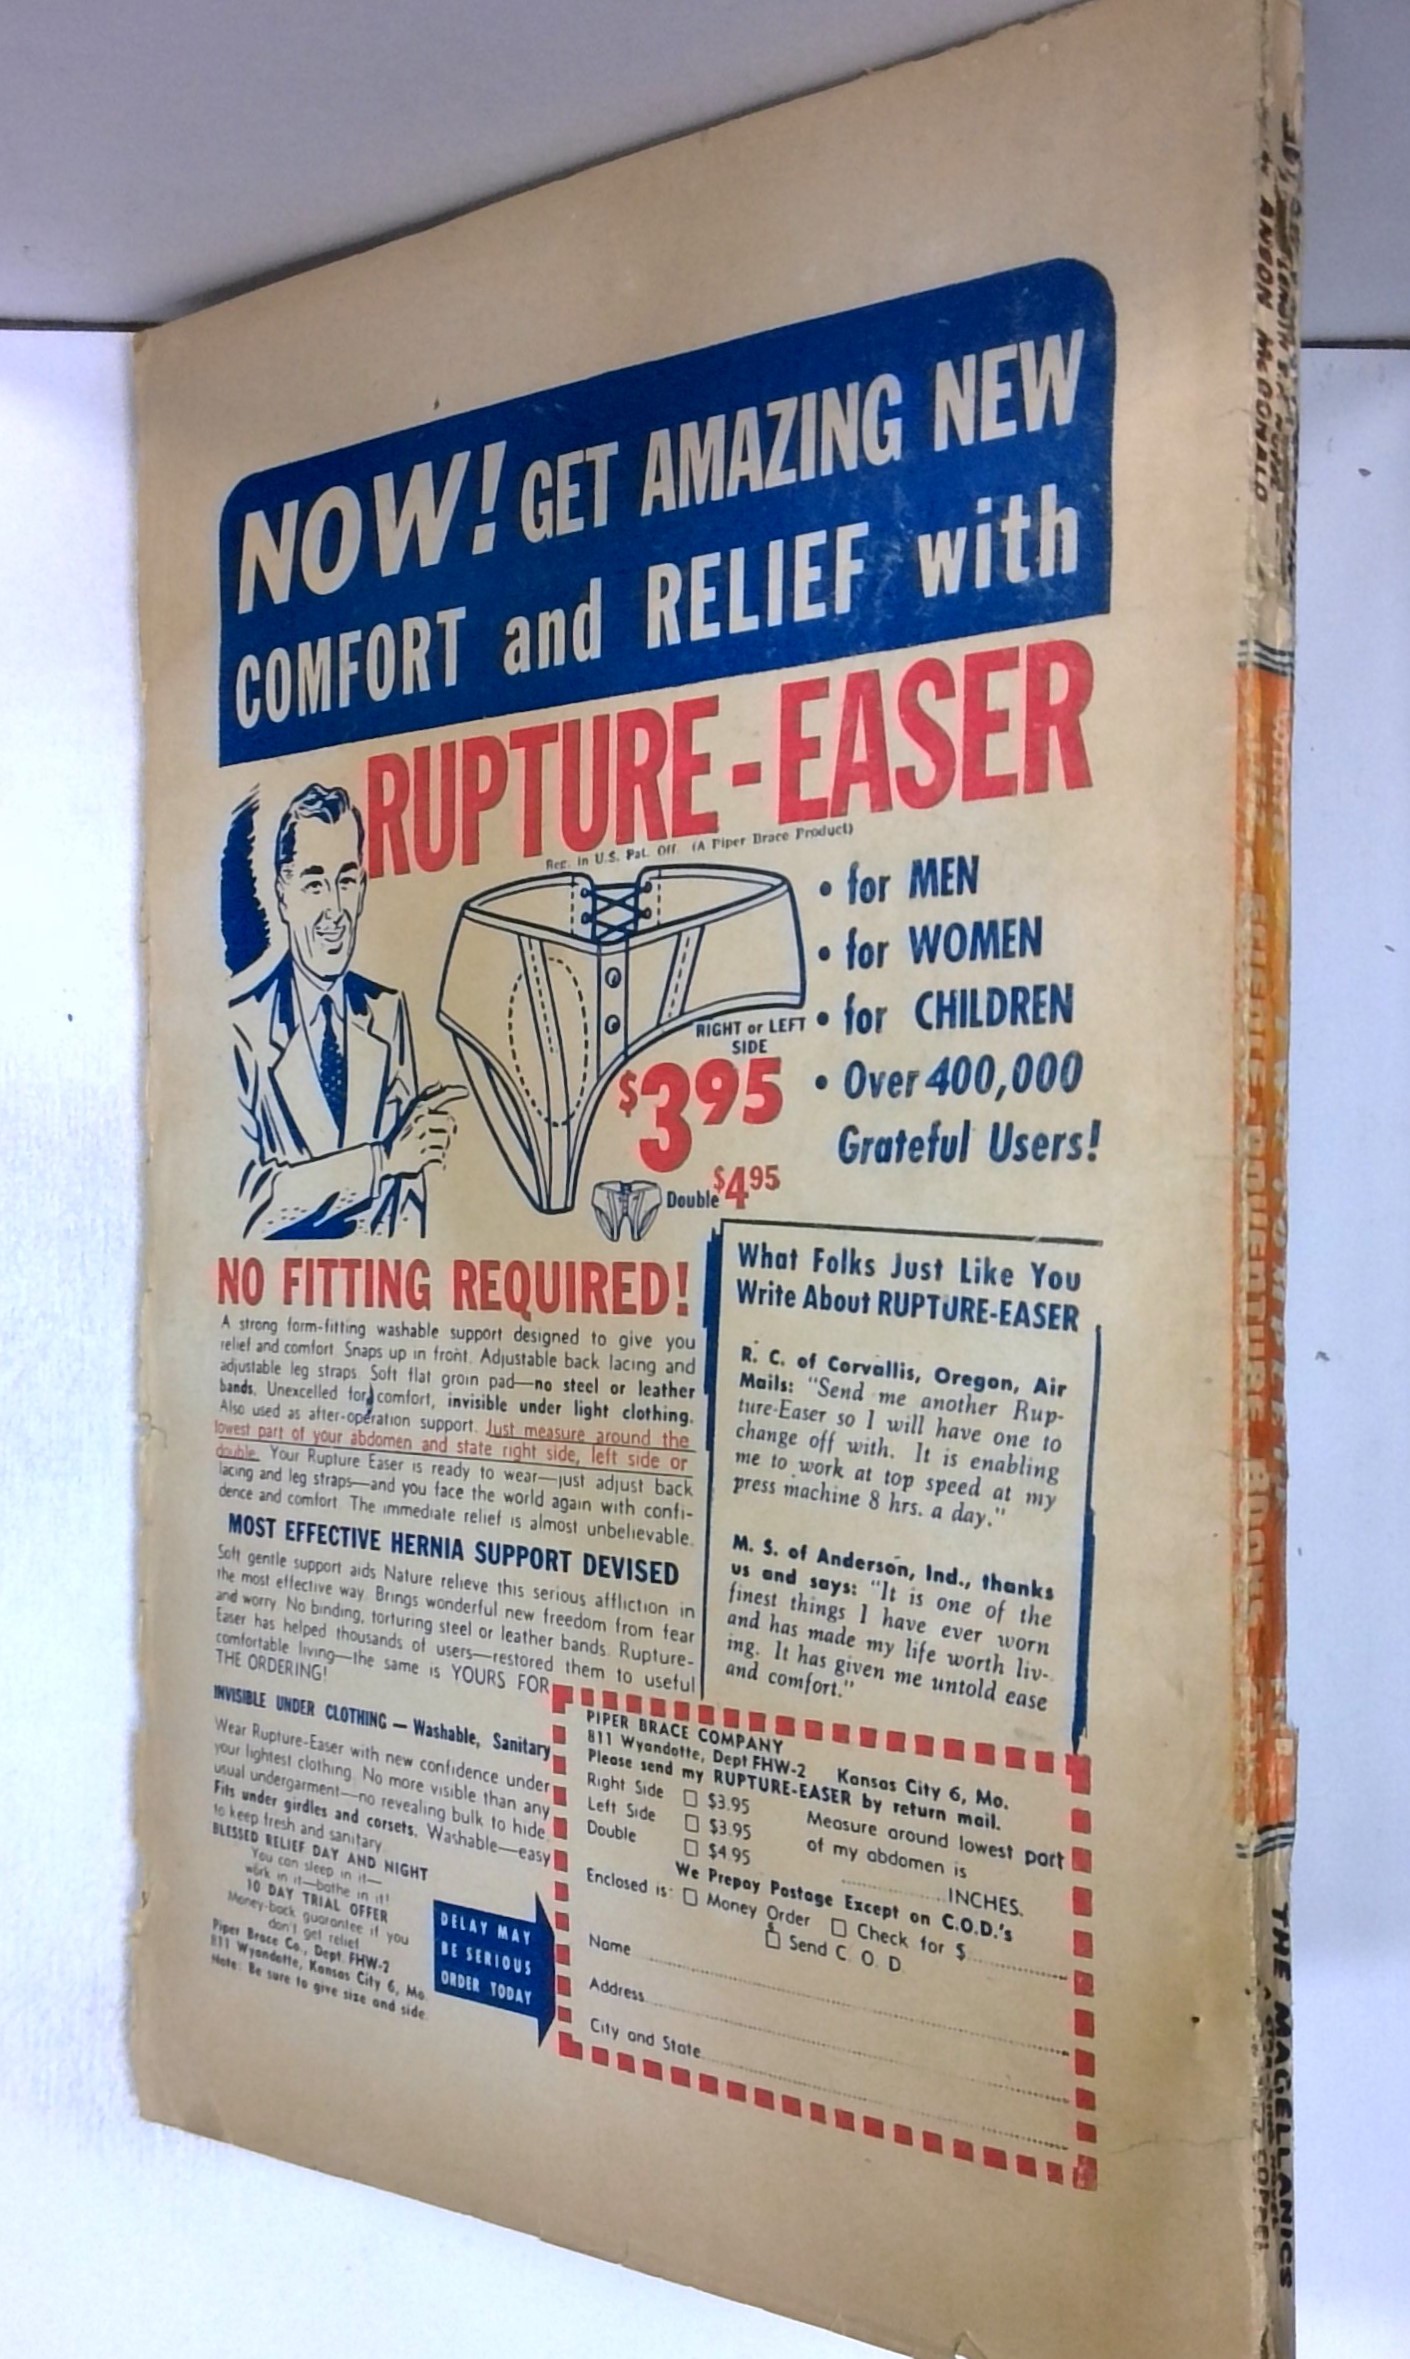 NOW! GET AMAZING NEW
COMFORT and RELIEF with
RUPTURE-EASER
Reg. in U.S. Pat. Off. (A Piper Brace Product)
• for MEN
• for WOMEN
• for CHILDREN
• Over 400,000
Grateful Users!
RIGHT or LEFT
SIDE
$3.95
Double $4.95
NO FITTING REQUIRED!
A strong form-fitting washable support designed to give you
relief and comfort. Snaps up in front. Adjustable back lacing and
adjustable leg straps. Soft flat groin pad—no steel or leather
bands. Unexcelled for comfort, invisible under light clothing.
Also used as after-operation support. Just measure around the
lowest part of your abdomen and state right side, left side or
double. Your Rupture Easer is ready to wear—just adjust back
lacing and leg straps—and you face the world again with confi-
dence and comfort. The immediate relief is almost unbelievable.
MOST EFFECTIVE HERNIA SUPPORT DEVISED
Soft gentle support aids Nature relieve this serious affliction in
the most effective way. Brings wonderful new freedom from fear
and worry. No binding, torturing steel or leather bands. Rupture-
Easer has helped thousands of users—restored them to useful
comfortable living—the same is YOURS FOR
THE ORDERING!
INVISIBLE UNDER CLOTHING — Washable, Sanitary
Wear Rupture-Easer with new confidence under
your lightest clothing. No more visible than any
usual undergarment—no revealing bulk to hide.
Fits under girdles and corsets. Washable—easy
to keep fresh and sanitary.
BLESSED RELIEF DAY AND NIGHT
You can sleep in it—
work in it—bathe in it!
10 DAY TRIAL OFFER
Money-back guarantee if you
don't get relief.
Piper Brace Co., Dept. FHW-2
811 Wyandotte, Kansas City 6, Mo.
Note: Be sure to give size and side.
DELAY MAY
BE SERIOUS
ORDER TODAY
What Folks Just Like You
Write About RUPTURE-EASER
R. C. of Corvallis, Oregon, Air
Mails: "Send me another Rup-
ture-Easer so I will have one to
change off with. It is enabling
me to work at top speed at my
press machine 8 hrs. a day."
M. S. of Anderson, Ind., thanks
us and says: "It is one of the
finest things I have ever worn
and has made my life worth liv-
ing. It has given me untold ease
and comfort."
PIPER BRACE COMPANY
811 Wyandotte, Dept FHW-2 Kansas City 6, Mo.
Please send my RUPTURE-EASER by return mail.
Right Side □ $3.95
Left Side □ $3.95
Double □ $4.95
Measure around lowest part
of my abdomen is
INCHES.
We Prepay Postage Except on C.O.D.'s
Enclosed is: □ Money Order □ Check for $
□ Send C. O. D.
Name
Address
City and State
ANSON McDONALD
THE MAGELLANICS
COPPEL